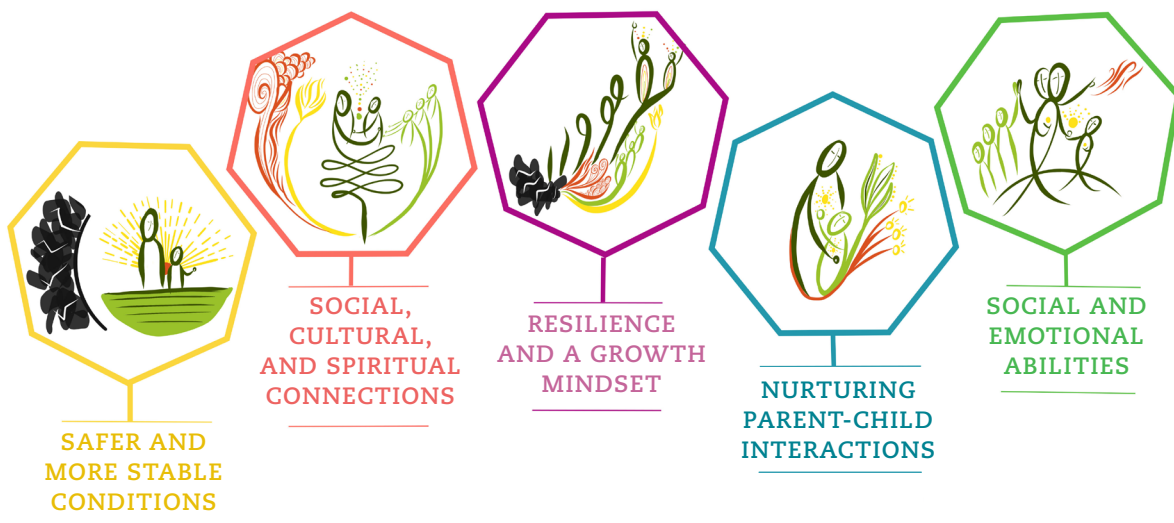 SAFER AND
MORE STABLE
CONDITIONS
SOCIAL,
CULTURAL,
AND SPIRITUAL
CONNECTIONS
RESILIENCE
AND A GROWTH
MINDSET
NURTURING
PARENT-CHILD
INTERACTIONS
SOCIAL AND
EMOTIONAL
ABILITIES